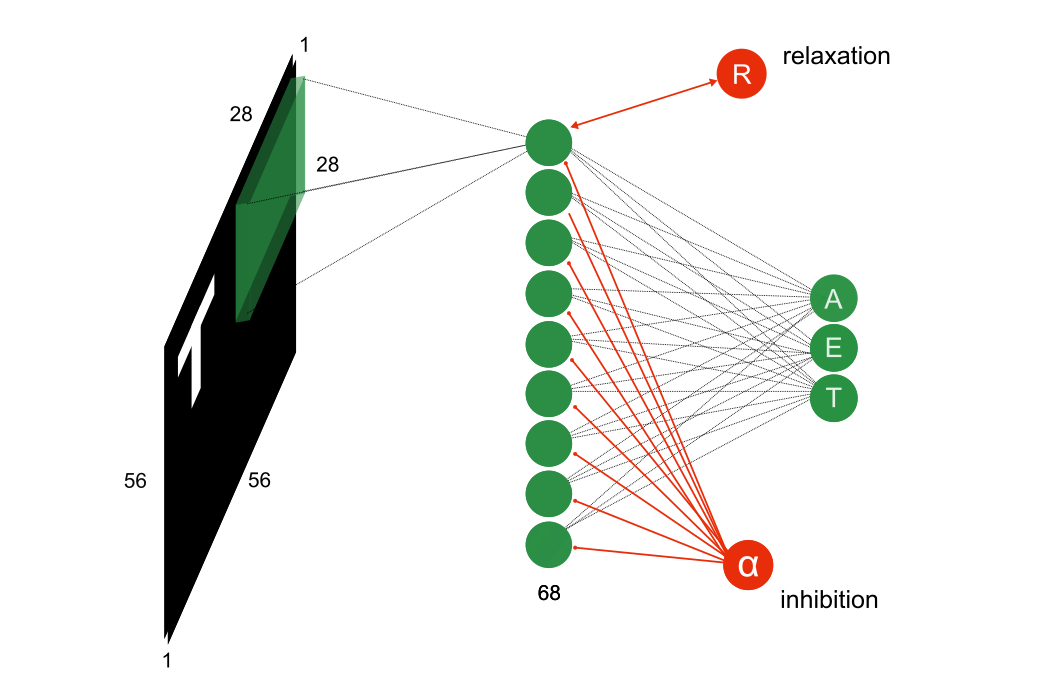 1
28
28
56
56
1
68
R
relaxation
A
E
T
α
inhibition